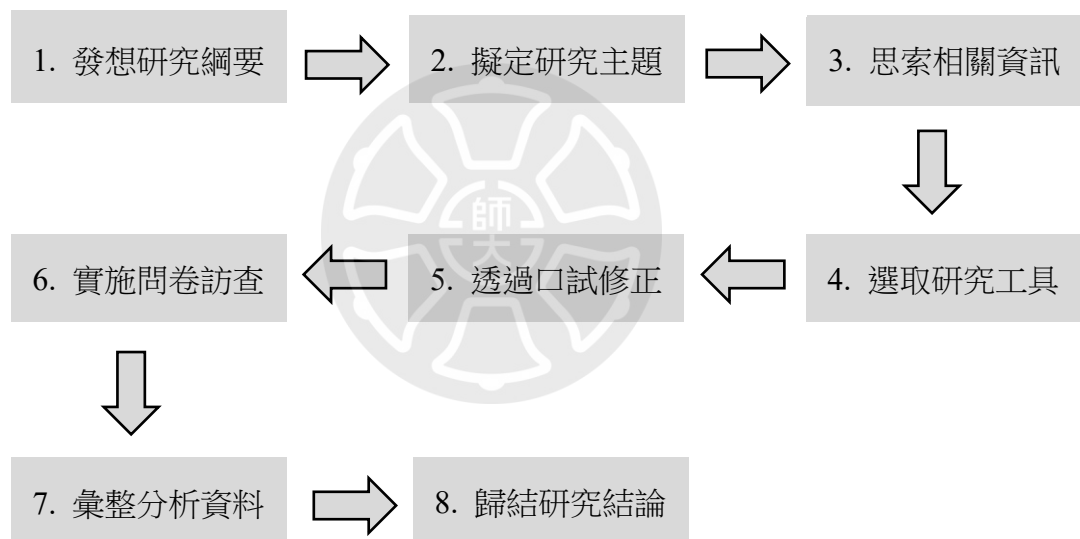 1. 發想研究綱要
2. 擬定研究主題
3. 思索相關資訊
4. 選取研究工具
5. 透過口試修正
6. 實施問卷訪查
7. 彙整分析資料
8. 歸結研究結論
師大